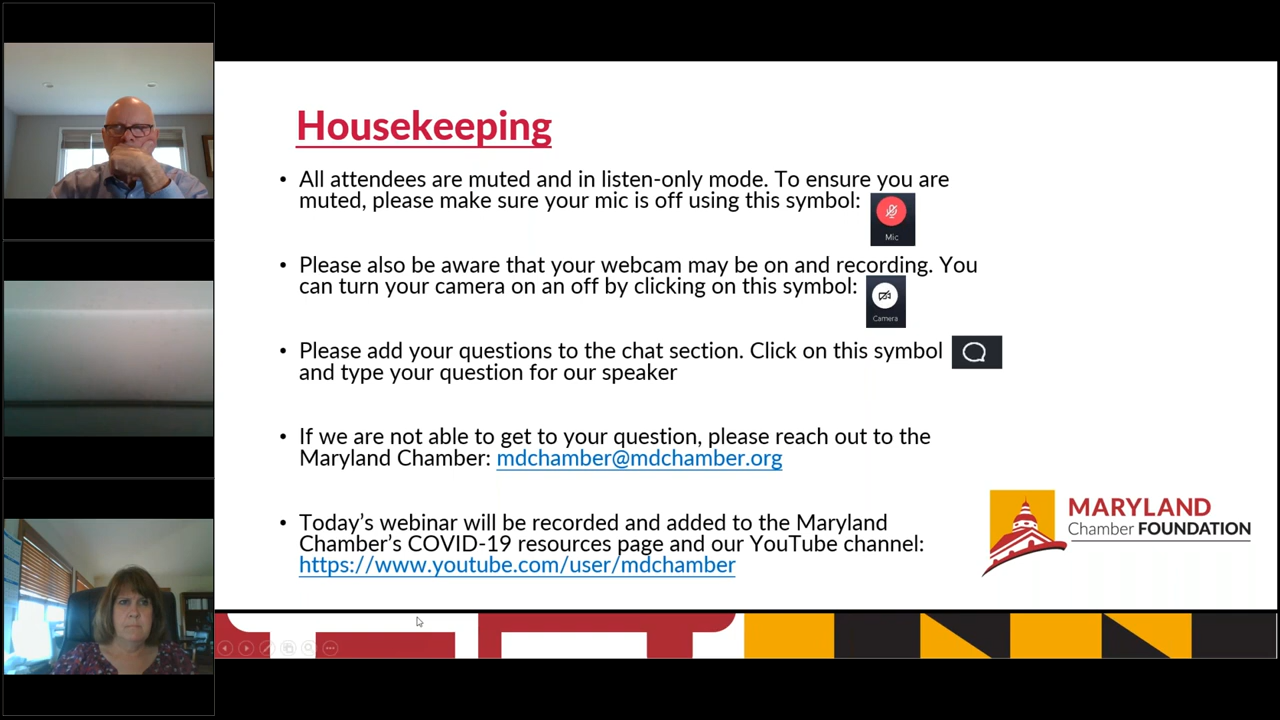 Housekeeping
• All attendees are muted and in listen-only mode. To ensure you are
muted, please make sure your mic is off using this symbol:
Mic
• Please also be aware that your webcam may be on and recording. You
can turn your camera on an off by clicking on this symbol:
Camera
• Please add your questions to the chat section. Click on this symbol
and type your question for our speaker
• If we are not able to get to your question, please reach out to the
Maryland Chamber: mdchamber@mdchamber.org
• Today’s webinar will be recorded and added to the Maryland
Chamber’s COVID-19 resources page and our YouTube channel:
https://www.youtube.com/user/mdchamber
MARYLAND
Chamber FOUNDATION